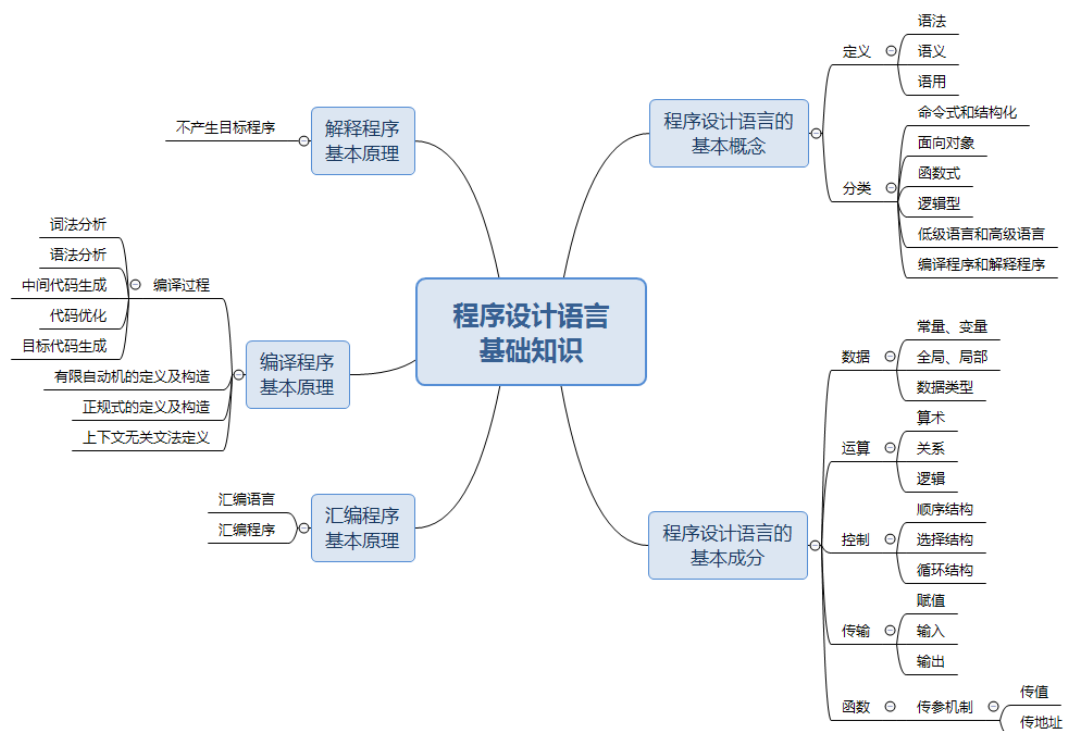 程序设计语言
基础知识
程序设计语言的
基本概念
定义
语法
语义
语用
分类
命令式和结构化
面向对象
函数式
逻辑型
低级语言和高级语言
编译程序和解释程序
程序设计语言的
基本成分
数据
常量、变量
全局、局部
数据类型
运算
算术
关系
逻辑
控制
顺序结构
选择结构
循环结构
传输
赋值
输入
输出
函数
传参机制
传值
传地址
解释程序
基本原理
不产生目标程序
编译程序
基本原理
编译过程
词法分析
语法分析
中间代码生成
代码优化
目标代码生成
有限自动机的定义及构造
正规式的定义及构造
上下文无关文法定义
汇编程序
基本原理
汇编语言
汇编程序